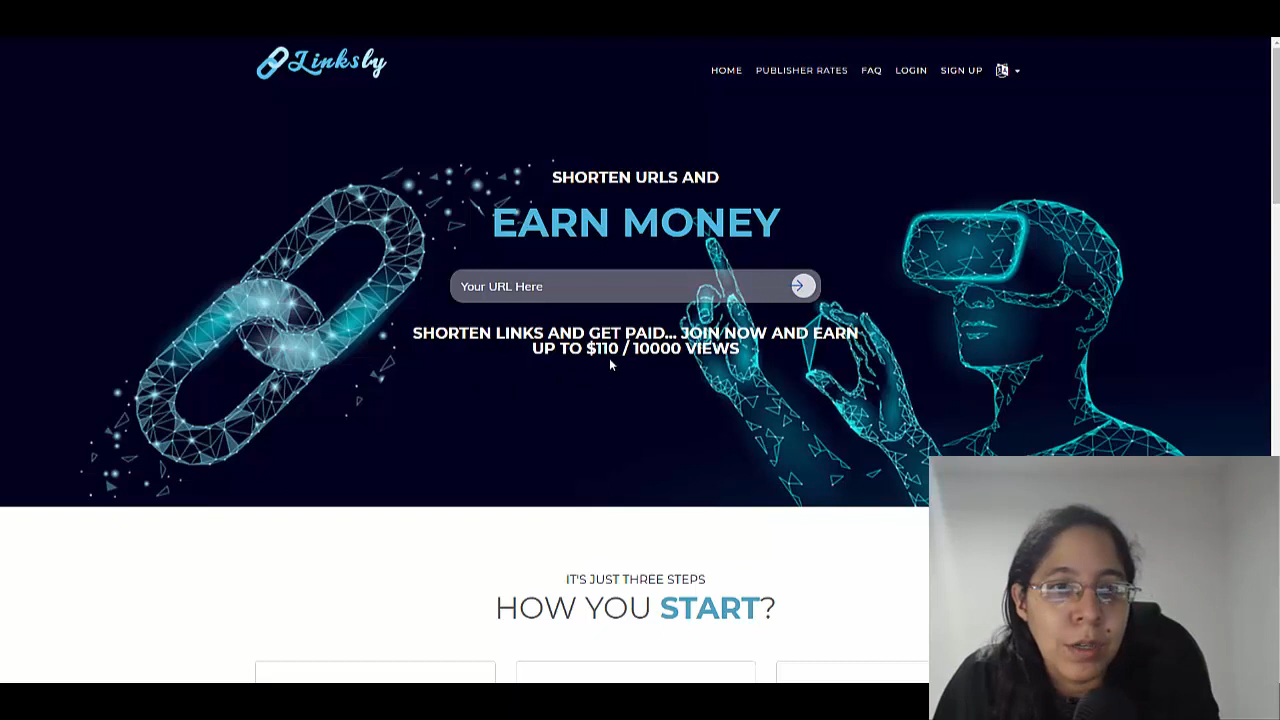 Linksly
HOME PUBLISHER RATES FAQ LOGIN SIGN UP
SHORTEN URLS AND
EARN MONEY
Your URL Here
SHORTEN LINKS AND GET PAID... JOIN NOW AND EARN
UP TO $110 / 10000 VIEWS
IT'S JUST THREE STEPS
HOW YOU START?